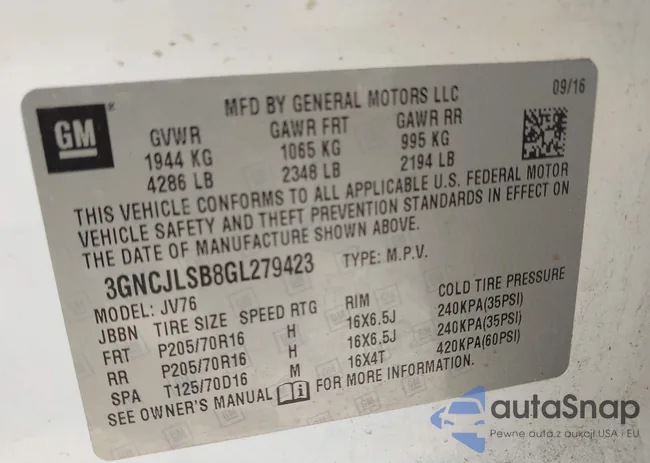 GM
®
MFD BY GENERAL MOTORS LLC 09/16
GVWR GAWR FRT GAWR RR
1944 KG 1065 KG 995 KG
4286 LB 2348 LB 2194 LB
THIS VEHICLE CONFORMS TO ALL APPLICABLE U.S. FEDERAL MOTOR
VEHICLE SAFETY AND THEFT PREVENTION STANDARDS IN EFFECT ON
THE DATE OF MANUFACTURE SHOWN ABOVE.
3GNCJLSB8GL279423 TYPE: M.P.V.
MODEL: JV76
JBBN TIRE SIZE SPEED RTG RIM COLD TIRE PRESSURE
FRT P205/70R16 H 16X6.5J 240KPA(35PSI)
RR P205/70R16 H 16X6.5J 240KPA(35PSI)
SPA T125/70D16 M 16X4T 420KPA(60PSI)
SEE OWNER'S MANUAL FOR MORE INFORMATION.
autaSnap
Pewne auta z aukcji USA i EU